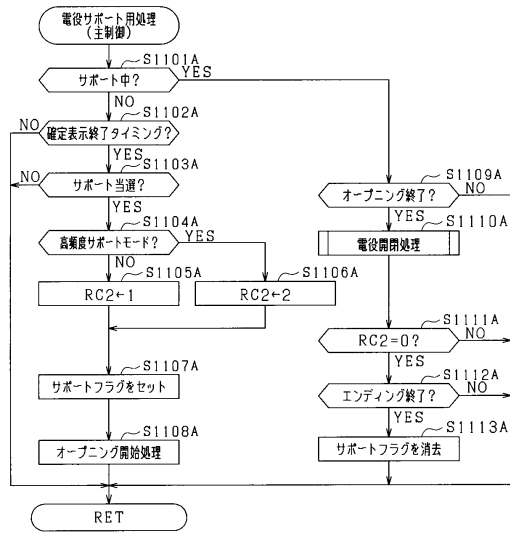 電役サポート用処理
(主制御)
S1101A
サポート中?
YES
NO
S1102A
NO
確定表示終了タイミング?
YES
S1103A
NO
サポート当選?
YES
S1104A
高頻度サポートモード?
YES
NO
S1105A
RC2←1
S1106A
RC2←2
S1107A
サポートフラグをセット
S1108A
オープニング開始処理
S1109A
オープニング終了?
NO
YES
S1110A
電役開閉処理
S1111A
RC2=0?
NO
YES
S1112A
エンディング終了?
NO
YES
S1113A
サポートフラグを消去
RET